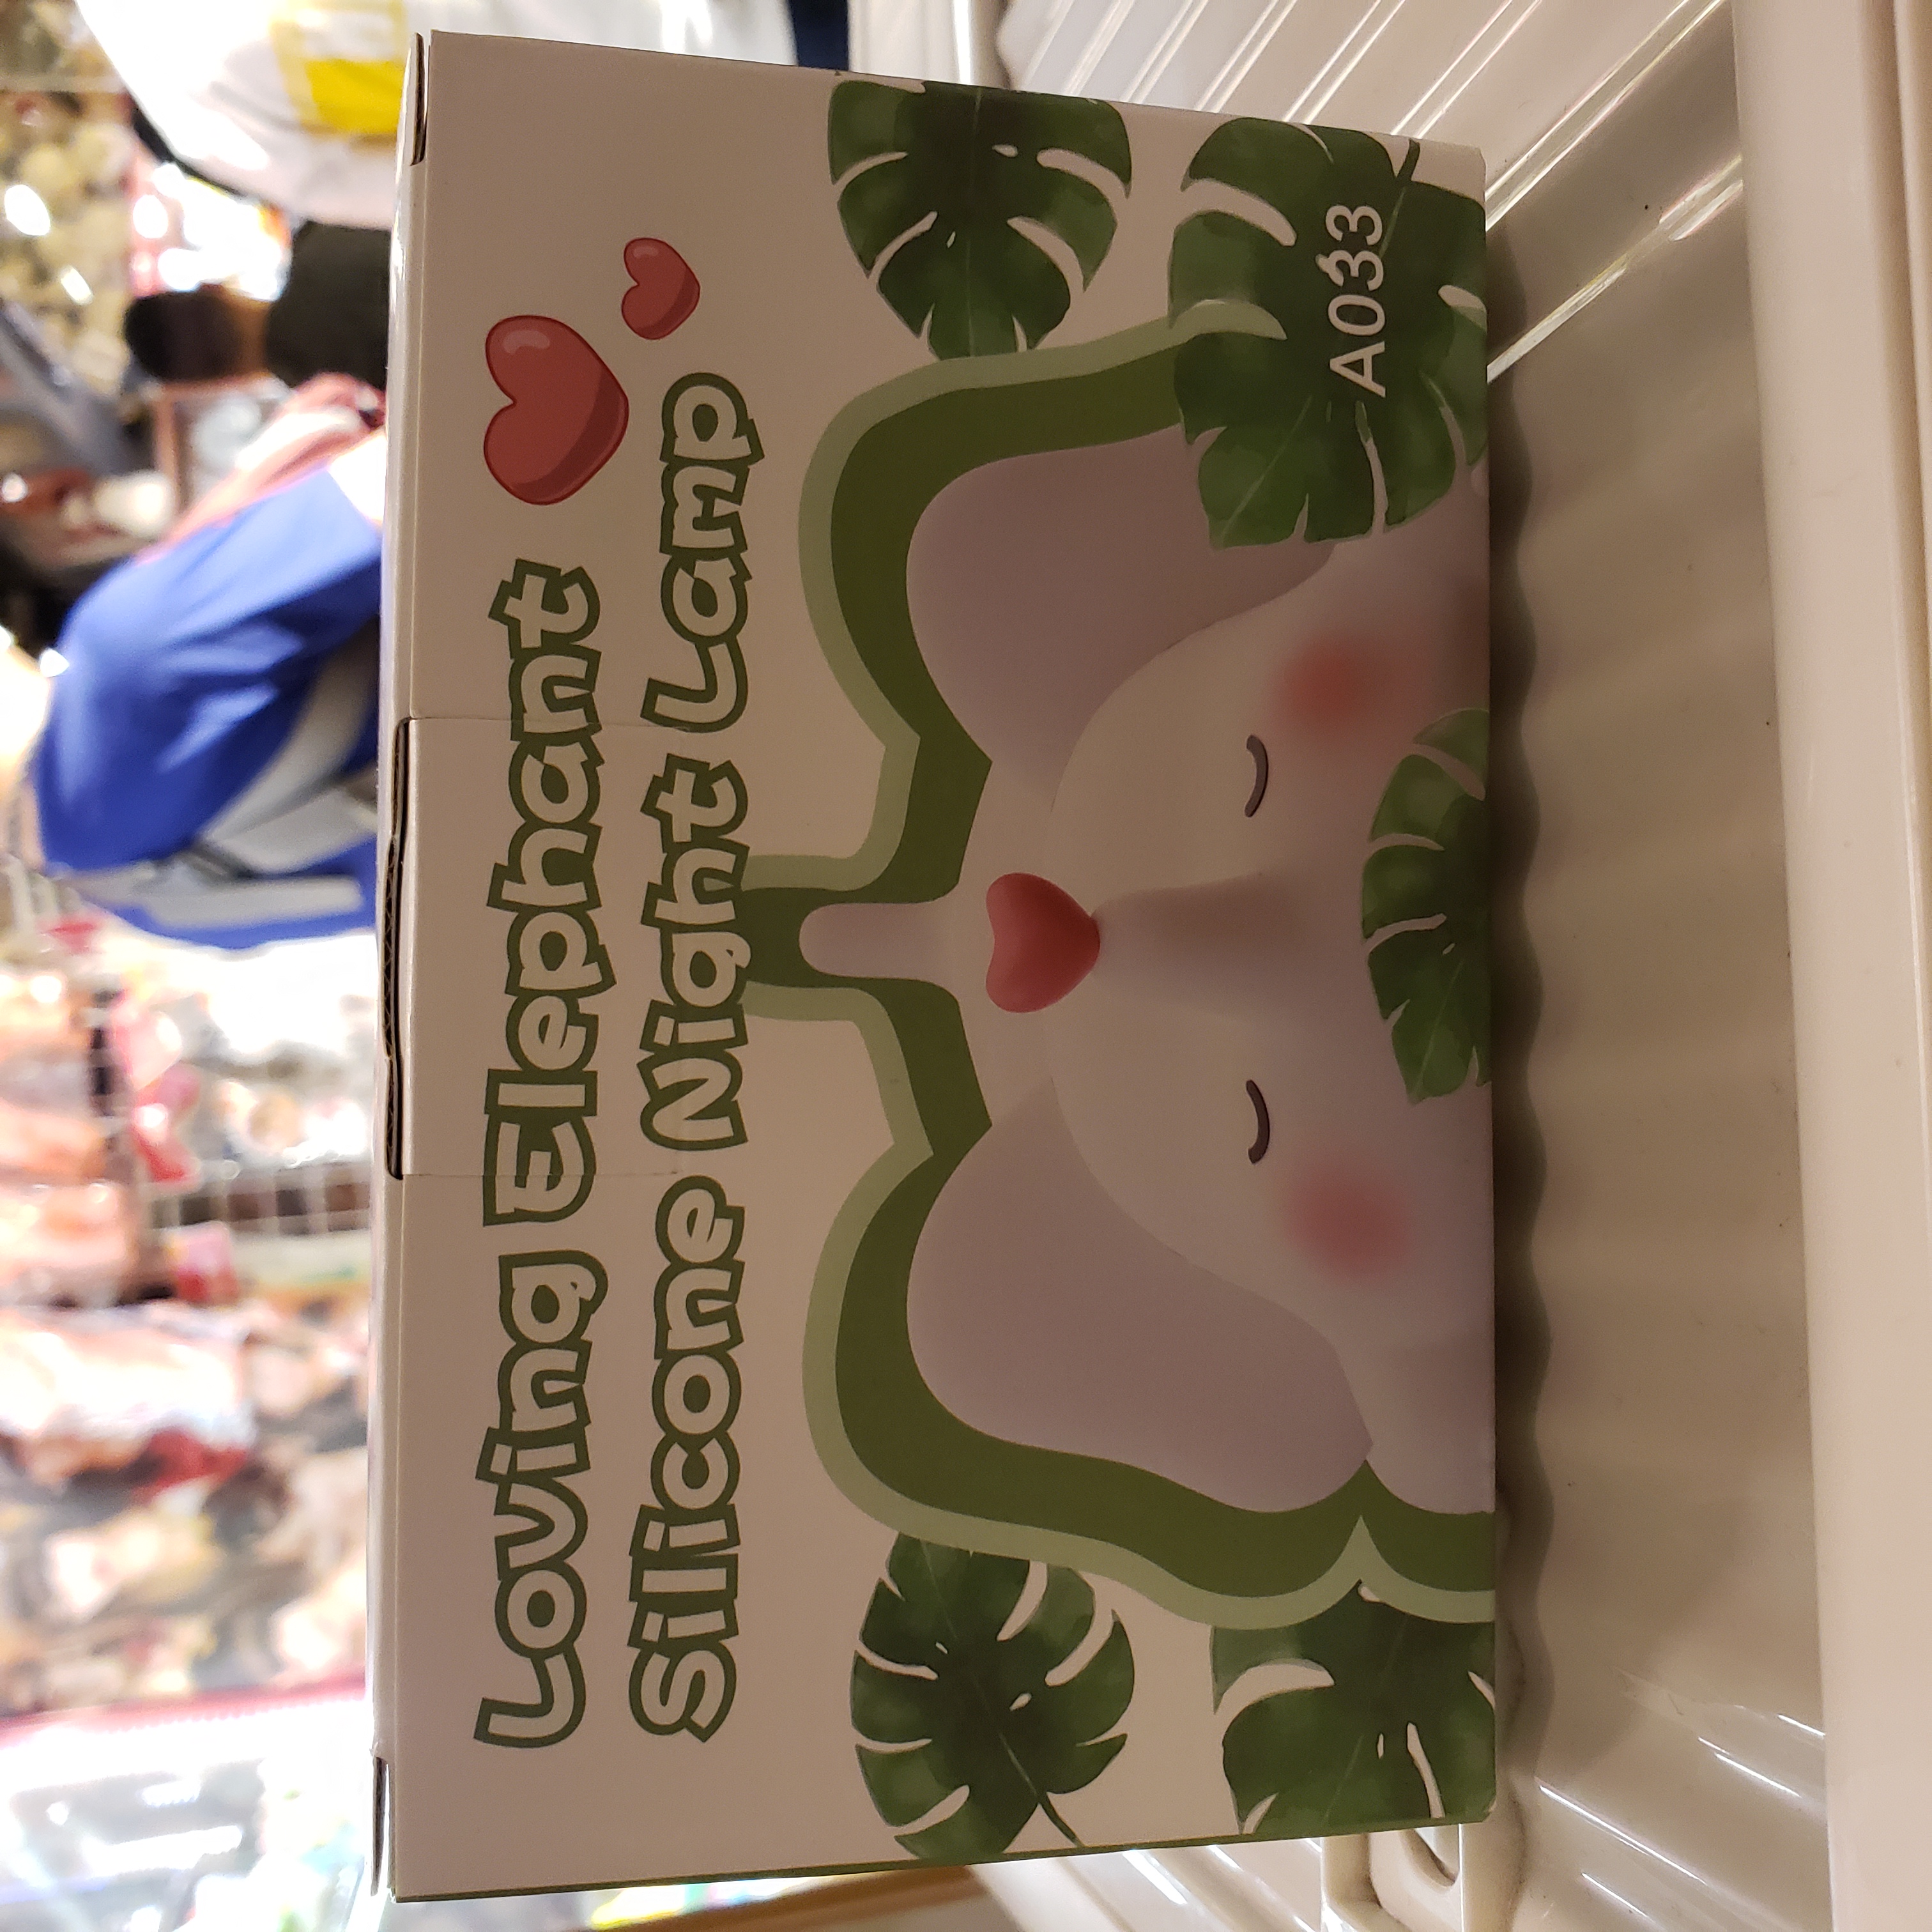 Loving Elephant
Silicone Night Lamp
A033